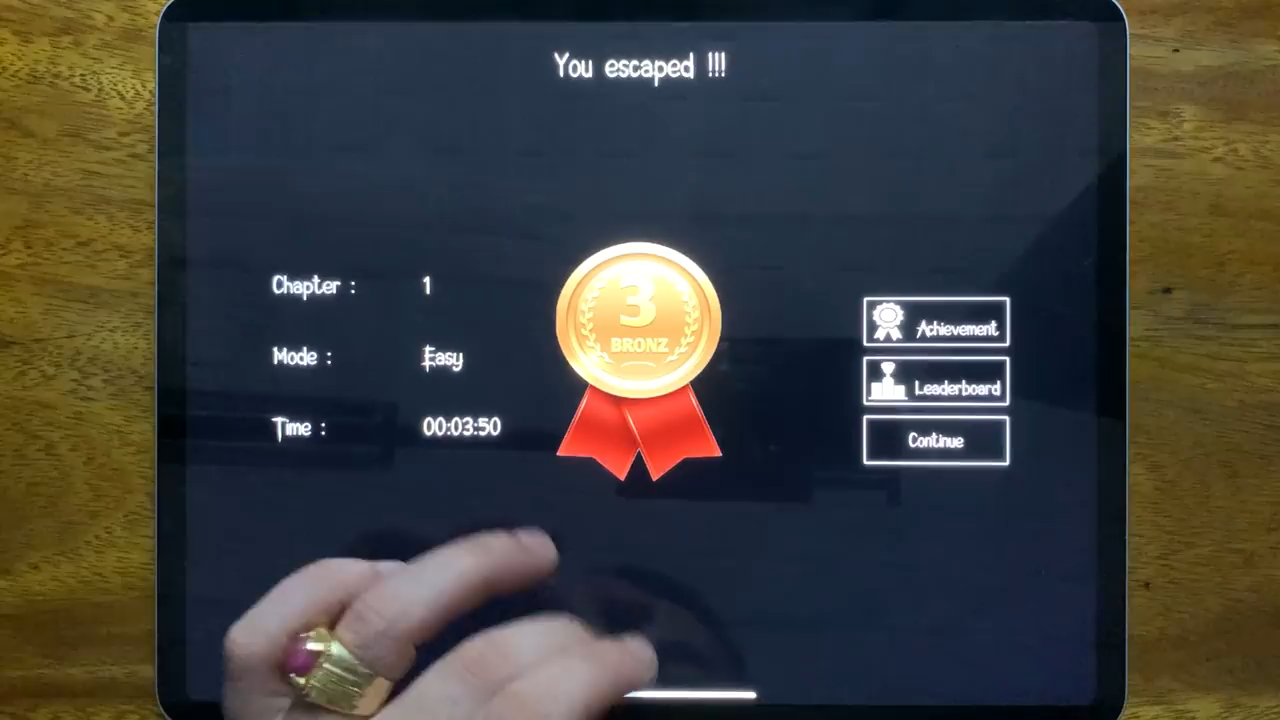 You escaped !!!
Chapter : 1
Mode : Easy
Time : 00:03:50
3
BRONZ
Achievement
Leaderboard
Continue